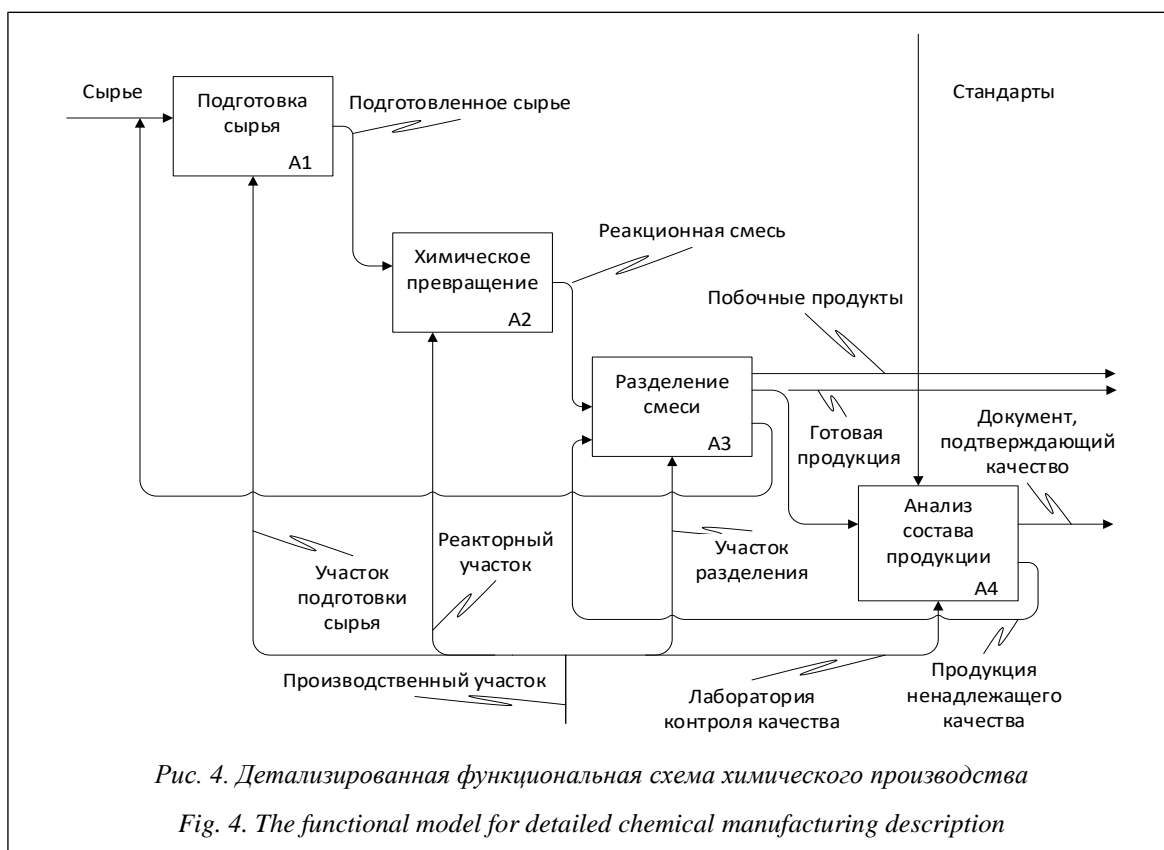 Сырье
Подготовка
сырья
А1
Подготовленное сырье
Стандарты
Химическое
превращение
А2
Реакционная смесь
Побочные продукты
Разделение
смеси
А3
Готовая
продукция
Документ,
подтверждающий
качество
Анализ
состава
продукции
А4
Участок
подготовки
сырья
Реакторный
участок
Участок
разделения
Производственный участок
Лаборатория
контроля качества
Продукция
ненадлежащего
качества
Рис. 4. Детализированная функциональная схема химического производства
Fig. 4. The functional model for detailed chemical manufacturing description